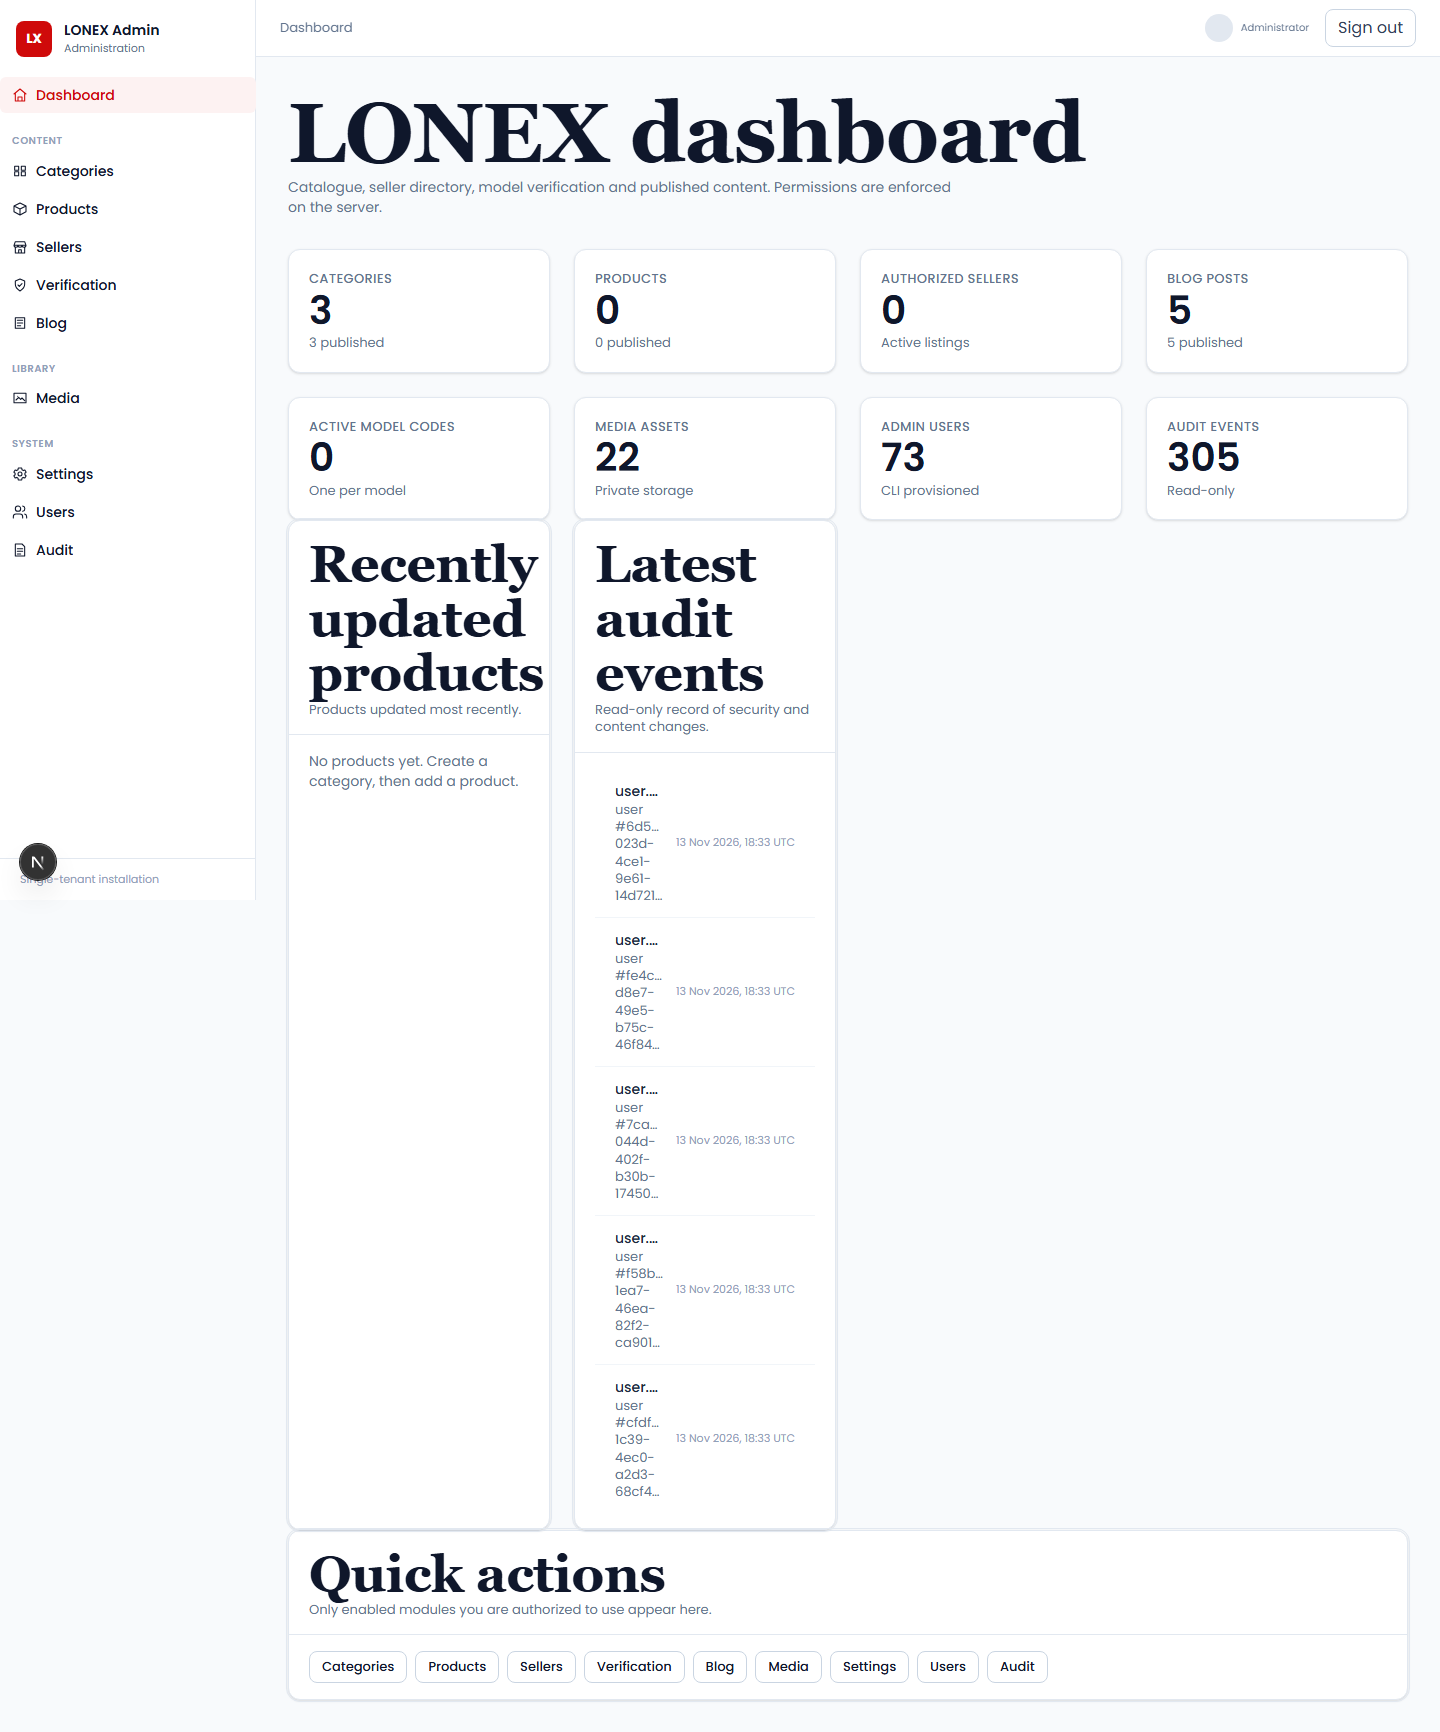 LX
LONEX Admin
Administration
Dashboard
CONTENT
Categories
Products
Sellers
Verification
Blog
LIBRARY
Media
SYSTEM
Settings
Users
Audit
N
Single-tenant installation
Dashboard
Administrator
Sign out
LONEX dashboard
Catalogue, seller directory, model verification and published content. Permissions are enforced
on the server.
CATEGORIES
3
3 published
PRODUCTS
0
0 published
AUTHORIZED SELLERS
0
Active listings
BLOG POSTS
5
5 published
ACTIVE MODEL CODES
0
One per model
MEDIA ASSETS
22
Private storage
ADMIN USERS
73
CLI provisioned
AUDIT EVENTS
305
Read-only
Recently
updated
products
Products updated most recently.
No products yet. Create a
category, then add a product.
Latest
audit
events
Read-only record of security and
content changes.
user....
user
#6d5...
023d-
4ce1-
9e61-
14d721...
13 Nov 2026, 18:33 UTC
user....
user
#fe4c...
d8e7-
49e5-
b75c-
46f84...
13 Nov 2026, 18:33 UTC
user....
user
#7ca...
044d-
402f-
b30b-
17450...
13 Nov 2026, 18:33 UTC
user....
user
#f58b...
1ea7-
46ea-
82f2-
ca901...
13 Nov 2026, 18:33 UTC
user....
user
#cfdf...
1c39-
4ec0-
a2d3-
68cf4...
13 Nov 2026, 18:33 UTC
Quick actions
Only enabled modules you are authorized to use appear here.
Categories
Products
Sellers
Verification
Blog
Media
Settings
Users
Audit